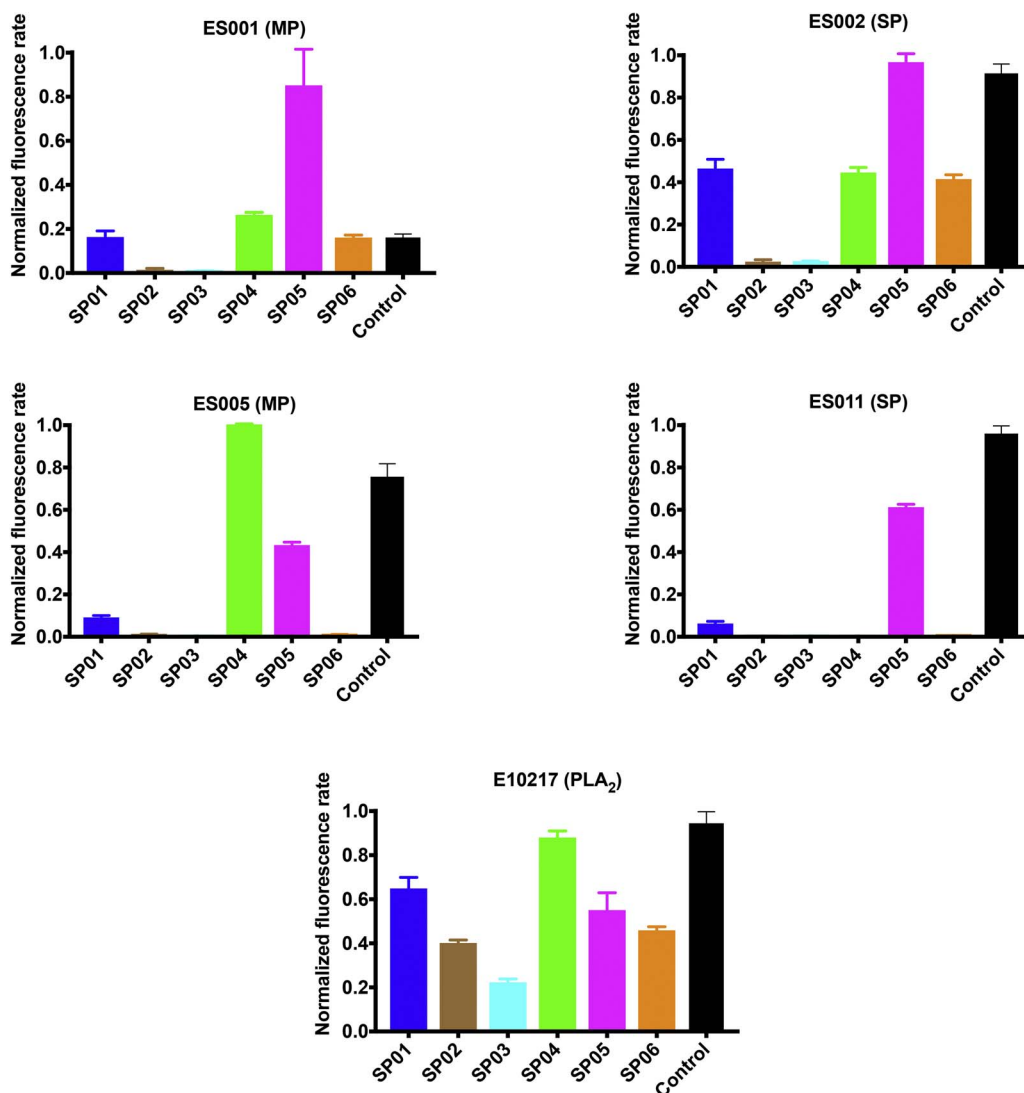 ES001 (MP)
Normalized fluorescence rate
1.0
0.8
0.6
0.4
0.2
0.0
SP01
SP02
SP03
SP04
SP05
SP06
Control
ES002 (SP)
Normalized fluorescence rate
1.0
0.8
0.6
0.4
0.2
0.0
SP01
SP02
SP03
SP04
SP05
SP06
Control
ES005 (MP)
Normalized fluorescence rate
1.0
0.8
0.6
0.4
0.2
0.0
SP01
SP02
SP03
SP04
SP05
SP06
Control
ES011 (SP)
Normalized fluorescence rate
1.0
0.8
0.6
0.4
0.2
0.0
SP01
SP02
SP03
SP04
SP05
SP06
Control
E10217 (PLA₂)
Normalized fluorescence rate
1.0
0.8
0.6
0.4
0.2
0.0
SP01
SP02
SP03
SP04
SP05
SP06
Control